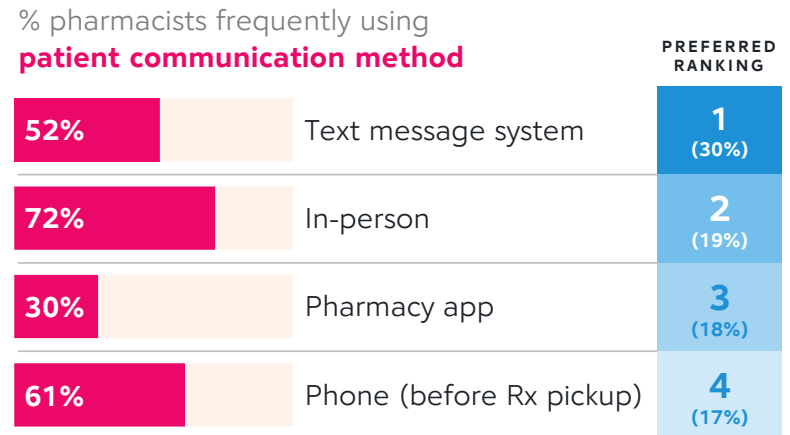 % pharmacists frequently using
patient communication method
PREFERRED
RANKING
52%
Text message system
1
(30%)
72%
In-person
2
(19%)
30%
Pharmacy app
3
(18%)
61%
Phone (before Rx pickup)
4
(17%)